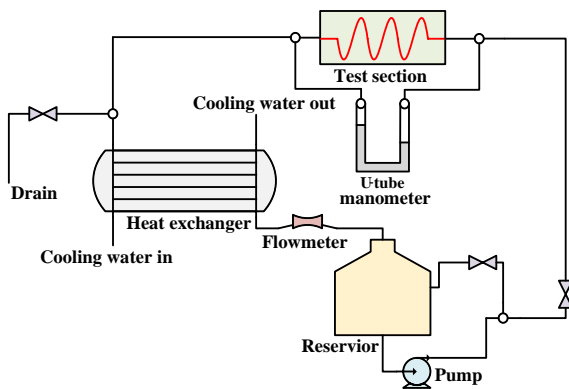 Test section
Cooling water out
U-tube
manometer
Drain
Heat exchanger
Flowmeter
Cooling water in
Reservior
Pump